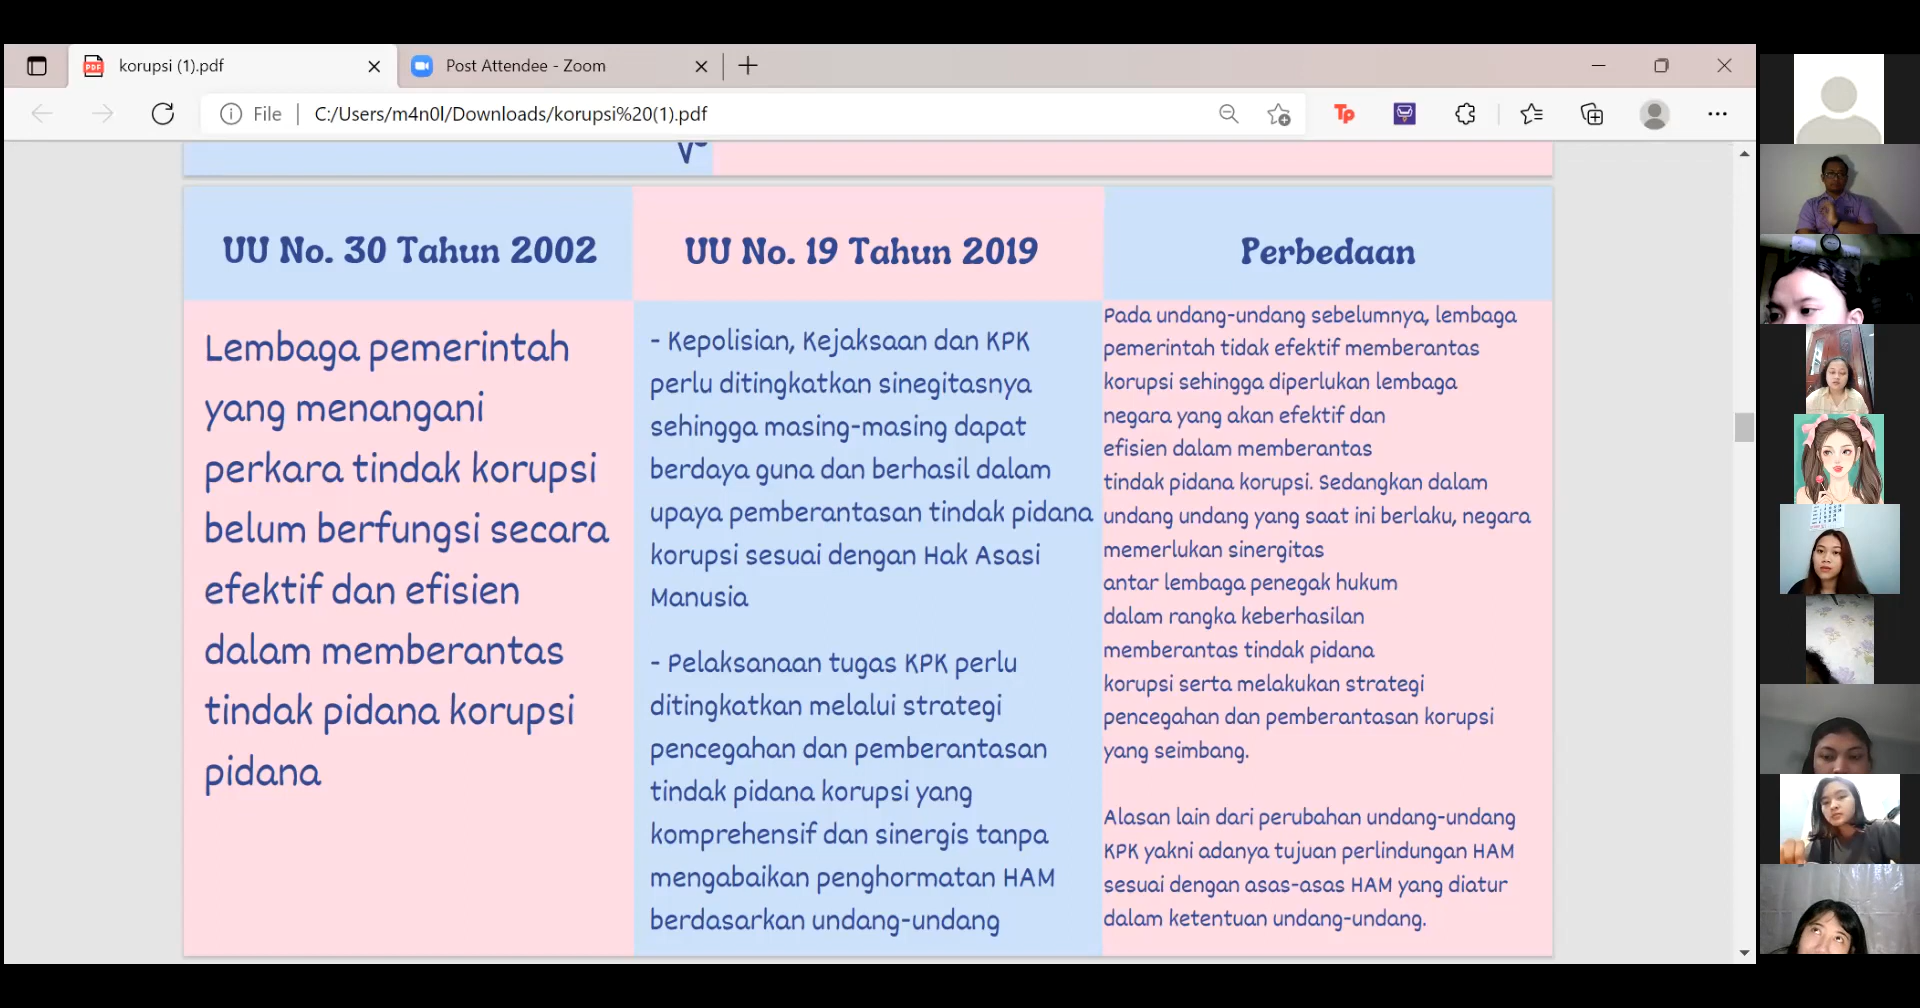 korupsi (1).pdf
Post Attendee - Zoom
File
C:/Users/m4n0l/Downloads/korupsi%20(1).pdf
Tp
UU No. 30 Tahun 2002
Lembaga pemerintah
yang menangani
perkara tindak korupsi
belum berfungsi secara
efektif dan efisien
dalam memberantas
tindak pidana korupsi
pidana
UU No. 19 Tahun 2019
- Kepolisian, Kejaksaan dan KPK
perlu ditingkatkan sinegitasnya
sehingga masing-masing dapat
berdaya guna dan berhasil dalam
upaya pemberantasan tindak pidana
korupsi sesuai dengan Hak Asasi
Manusia
- Pelaksanaan tugas KPK perlu
ditingkatkan melalui strategi
pencegahan dan pemberantasan
tindak pidana korupsi yang
komprehensif dan sinergis tanpa
mengabaikan penghormatan HAM
berdasarkan undang-undang
Perbedaan
Pada undang-undang sebelumnya, lembaga
pemerintah tidak efektif memberantas
korupsi sehingga diperlukan lembaga
negara yang akan efektif dan
efisien dalam memberantas
tindak pidana korupsi. Sedangkan dalam
undang undang yang saat ini berlaku, negara
memerlukan sinergitas
antar lembaga penegak hukum
dalam rangka keberhasilan
memberantas tindak pidana
korupsi serta melakukan strategi
pencegahan dan pemberantasan korupsi
yang seimbang.
Alasan lain dari perubahan undang-undang
KPK yakni adanya tujuan perlindungan HAM
sesuai dengan asas-asas HAM yang diatur
dalam ketentuan undang-undang.